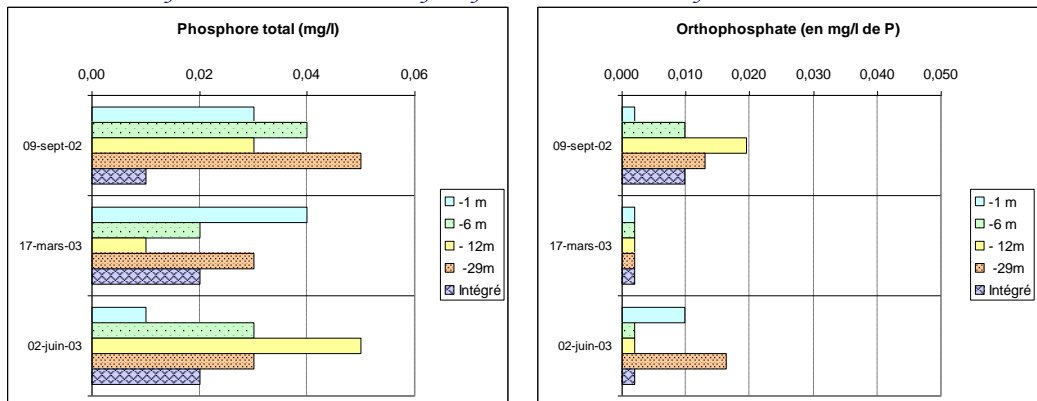 Phosphore total (mg/l)
0,00 0,02 0,04 0,06
09-sept-02
17-mars-03
02-juin-03
-1 m
-6 m
- 12m
-29m
Intégré
Orthophosphate (en mg/l de P)
0,000 0,010 0,020 0,030 0,040 0,050
09-sept-02
17-mars-03
02-juin-03
-1 m
-6 m
- 12m
-29m
Intégré